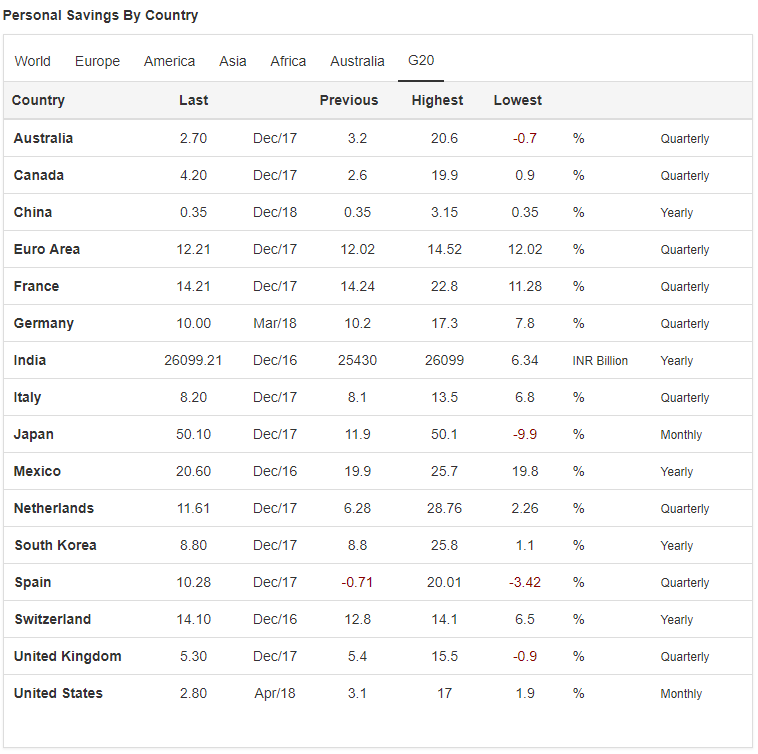 Personal Savings By Country
World Europe America Asia Africa Australia G20
Country Last Previous Highest Lowest
Australia 2.70 Dec/17 3.2 20.6 -0.7 % Quarterly
Canada 4.20 Dec/17 2.6 19.9 0.9 % Quarterly
China 0.35 Dec/18 0.35 3.15 0.35 % Yearly
Euro Area 12.21 Dec/17 12.02 14.52 12.02 % Quarterly
France 14.21 Dec/17 14.24 22.8 11.28 % Quarterly
Germany 10.00 Mar/18 10.2 17.3 7.8 % Quarterly
India 26099.21 Dec/16 25430 26099 6.34 INR Billion Yearly
Italy 8.20 Dec/17 8.1 13.5 6.8 % Quarterly
Japan 50.10 Dec/17 11.9 50.1 -9.9 % Monthly
Mexico 20.60 Dec/16 19.9 25.7 19.8 % Yearly
Netherlands 11.61 Dec/17 6.28 28.76 2.26 % Quarterly
South Korea 8.80 Dec/17 8.8 25.8 1.1 % Yearly
Spain 10.28 Dec/17 -0.71 20.01 -3.42 % Quarterly
Switzerland 14.10 Dec/16 12.8 14.1 6.5 % Yearly
United Kingdom 5.30 Dec/17 5.4 15.5 -0.9 % Quarterly
United States 2.80 Apr/18 3.1 17 1.9 % Monthly